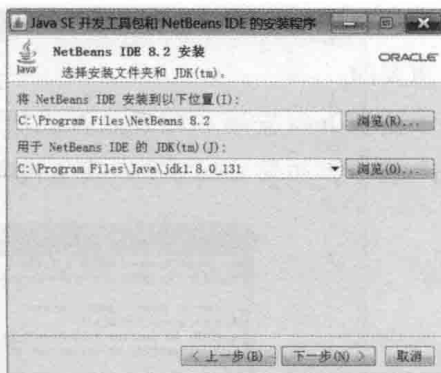 Java SE 开发工具包和 NetBeans IDE 的安装程序
NetBeans IDE 8.2 安装
选择安装文件夹和 JDK(tm)。
Java
ORACLE
将 NetBeans IDE 安装到以下位置(I):
C:\Program Files\NetBeans 8.2
浏览(R)...
用于 NetBeans IDE 的 JDK(tm)(J):
C:\Program Files\Java\jdk1.8.0_131
浏览(O)...
< 上一步(B)
下一步(N) >
取消